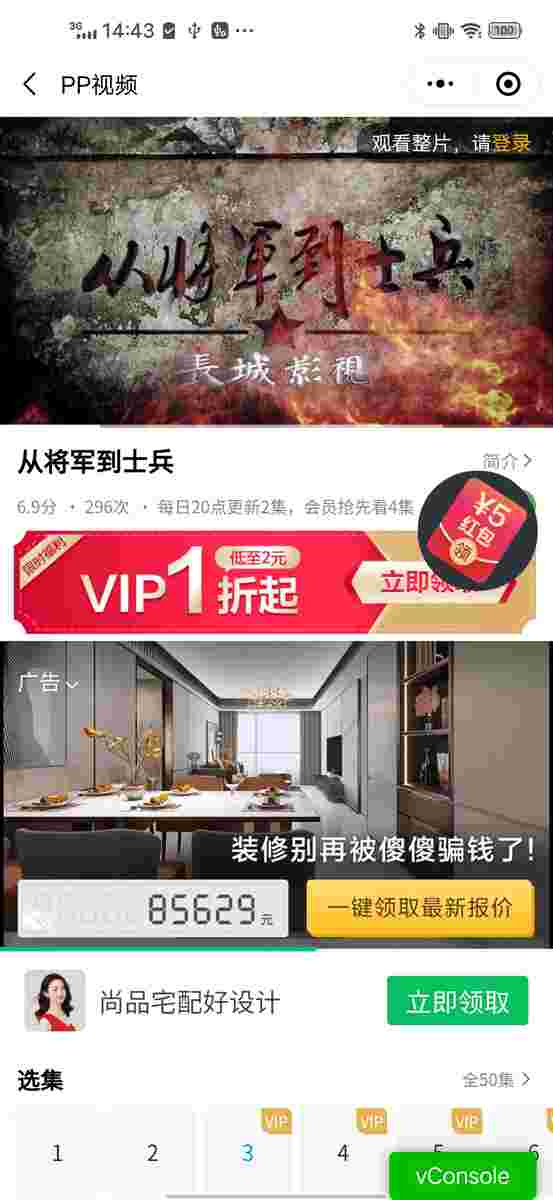 3G 14:43 ··· 100
PP视频
观看整片，请登录
从将軍到士兵
長城影視
从将军到士兵
简介
6.9分 · 296次 · 每日20点更新2集，会员抢先看4集
¥5
红包
领
限时福利
VIP1折起
低至2元
立即领
广告
装修别再被傻傻骗钱了!
85629元
一键领取最新报价
尚品宅配好设计
立即领取
选集
全50集
VIP VIP VIP
1 2 3 4 5 6
vConsole